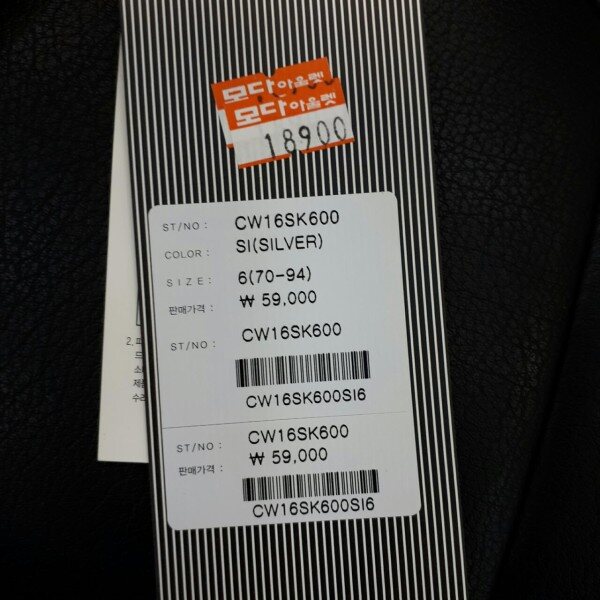 모다아울렛
모다아울렛
18900
ST/NO : CW16SK600
COLOR : SI(SILVER)
SIZE : 6(70-94)
판매가격 : ₩ 59,000
ST/NO : CW16SK600
CW16SK600SI6
ST/NO : CW16SK600
판매가격 : ₩ 59,000
CW16SK600SI6
2.